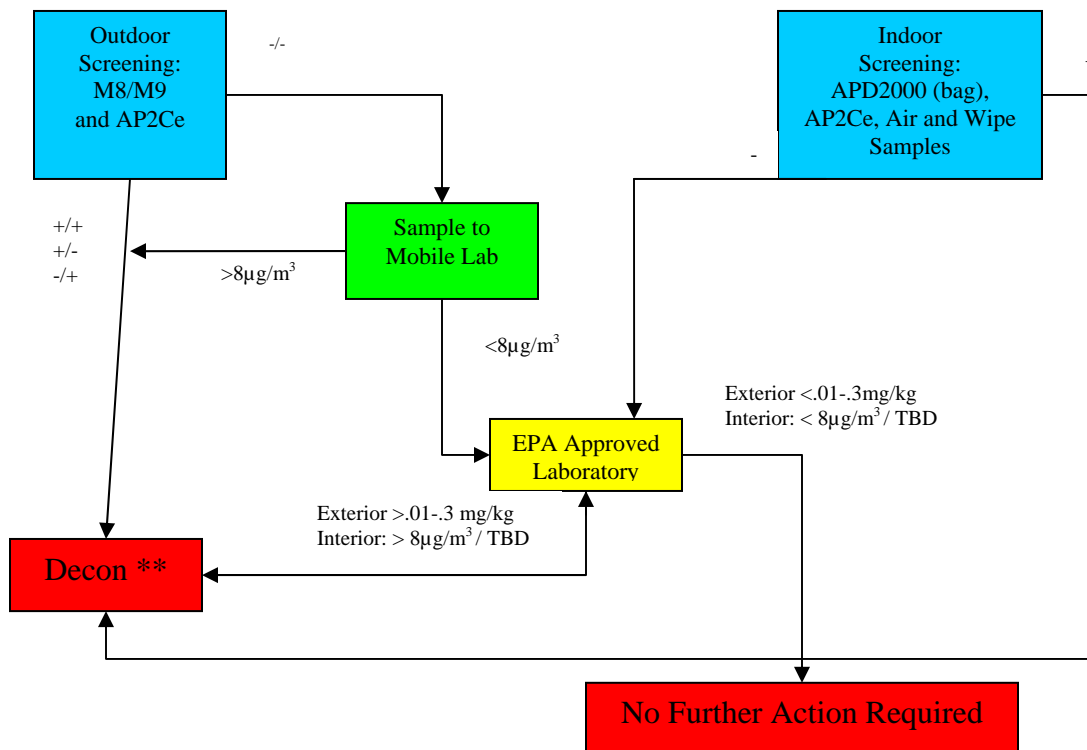 Outdoor
Screening:
M8/M9
and AP2Ce
-/-
Indoor
Screening:
APD2000 (bag),
AP2Ce, Air and Wipe
Samples
-
+/+
+/-
-/+
Sample to
Mobile Lab
>8µg/m³
<8µg/m³
Exterior <.01-.3mg/kg
Interior: < 8µg/m³ / TBD
EPA Approved
Laboratory
Exterior >.01-.3 mg/kg
Interior: > 8µg/m³ / TBD
Decon **
No Further Action Required